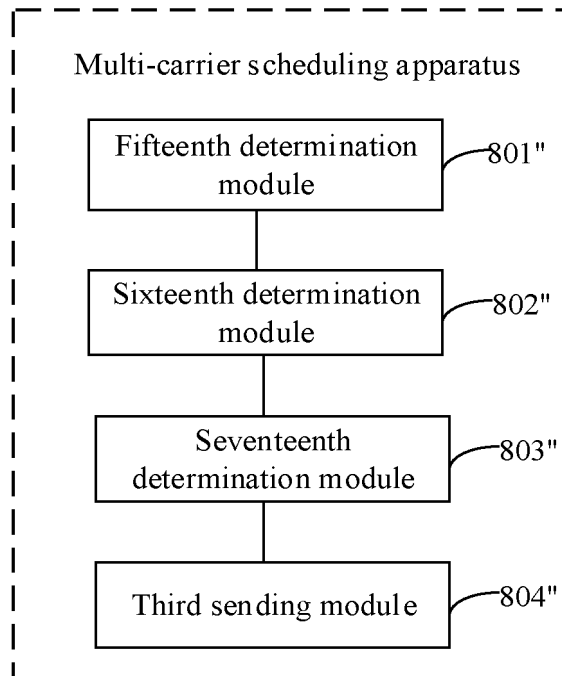 Multi-carrier scheduling apparatus
Fifteenth determination
module
801"
Sixteenth determination
module
802"
Seventeenth
determination module
803"
Third sending module
804"